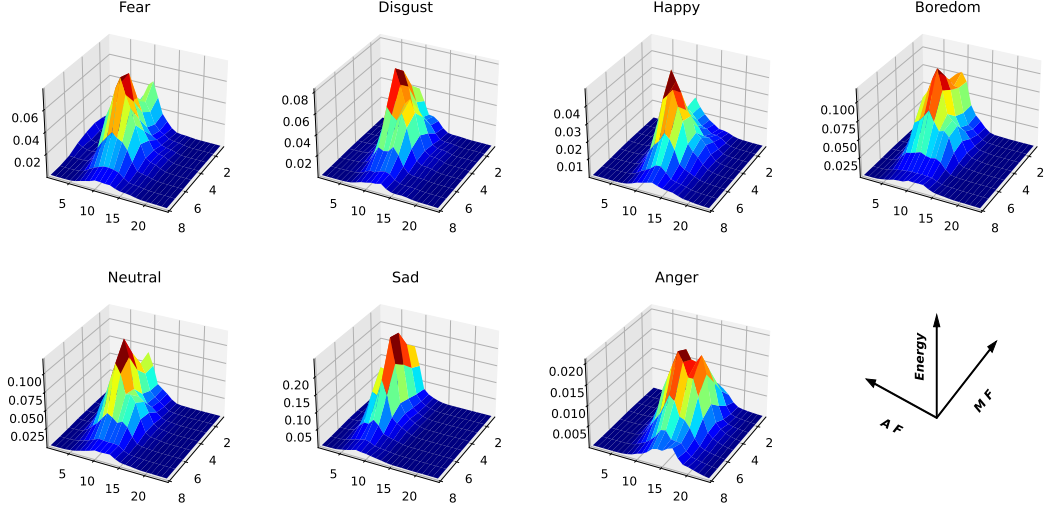 Fear Disgust Happy Boredom
0.06 0.04 0.02 5 10 15 20 2 4 6 8
0.08 0.06 0.04 0.02 5 10 15 20 2 4 6 8
0.04 0.03 0.02 0.01 5 10 15 20 2 4 6 8
0.100 0.075 0.050 0.025 5 10 15 20 2 4 6 8
Neutral Sad Anger
0.100 0.075 0.050 0.025 5 10 15 20 2 4 6 8
0.20 0.15 0.10 0.05 5 10 15 20 2 4 6 8
0.020 0.015 0.010 0.005 5 10 15 20 2 4 6 8
Energy
A F
M F